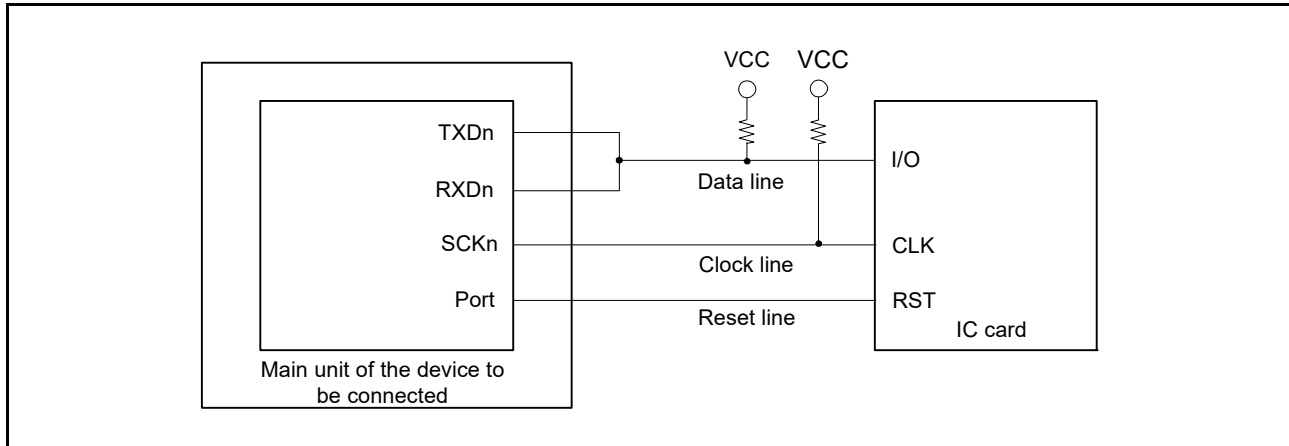 VCC VCC
TXDn
I/O
RXDn
Data line
SCKn
CLK
Clock line
Port
RST
Reset line
IC card
Main unit of the device to
be connected